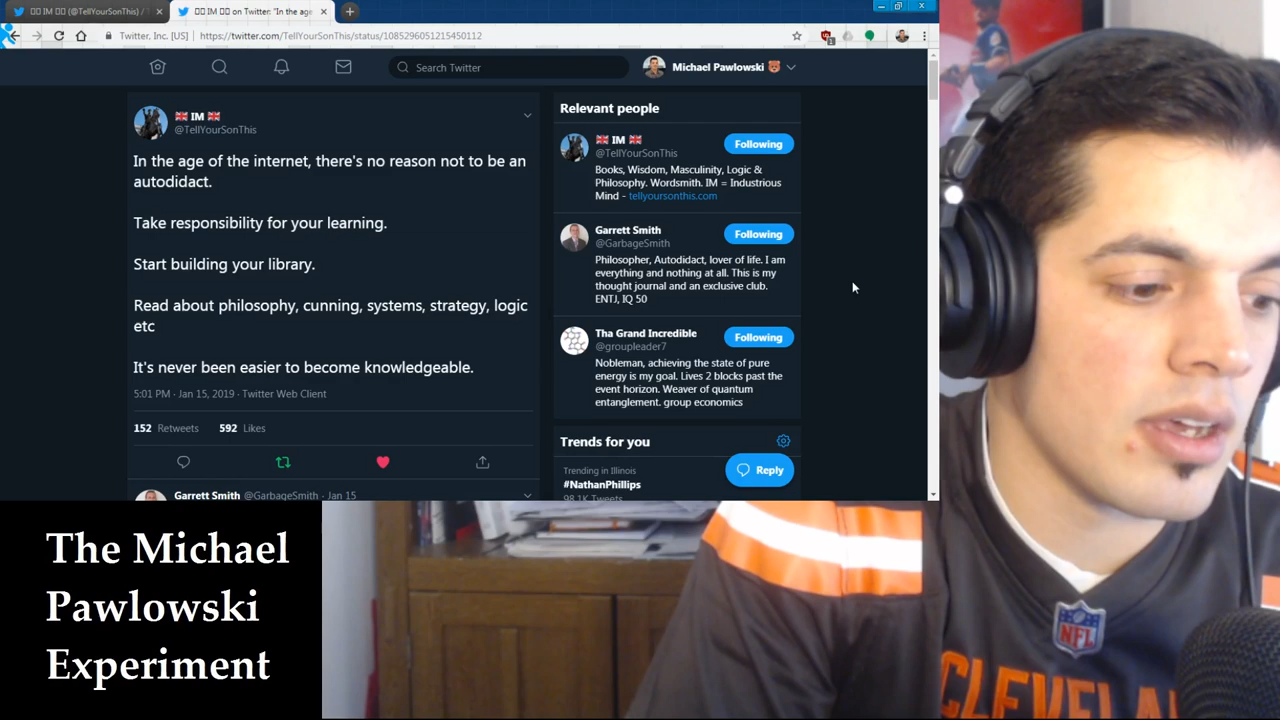 IM (@TellYourSonThis) / T
IM on Twitter: "In the age
Twitter, Inc. [US]
https://twitter.com/TellYourSonThis/status/1085296051215450112
Search Twitter
Michael Pawlowski 🐻
🇬🇧 IM 🇬🇧
@TellYourSonThis
In the age of the internet, there's no reason not to be an
autodidact.
Take responsibility for your learning.
Start building your library.
Read about philosophy, cunning, systems, strategy, logic
etc
It's never been easier to become knowledgeable.
5:01 PM · Jan 15, 2019 · Twitter Web Client
152 Retweets 592 Likes
Garrett Smith @GarbageSmith · Jan 15
Relevant people
🇬🇧 IM 🇬🇧
@TellYourSonThis
Following
Books, Wisdom, Masculinity, Logic &
Philosophy. Wordsmith. IM = Industrious
Mind - tellyoursonthis.com
Garrett Smith
@GarbageSmith
Following
Philosopher, Autodidact, lover of life. I am
everything and nothing at all. This is my
thought journal and an exclusive club.
ENTJ, IQ 50
Tha Grand Incredible
@groupleader7
Following
Nobleman, achieving the state of pure
energy is my goal. Lives 2 blocks past the
event horizon. Weaver of quantum
entanglement. group economics
Trends for you
Trending in Illinois
#NathanPhillips
98.1K Tweets
Reply
The Michael
Pawlowski
Experiment
NFL
CLEVELA